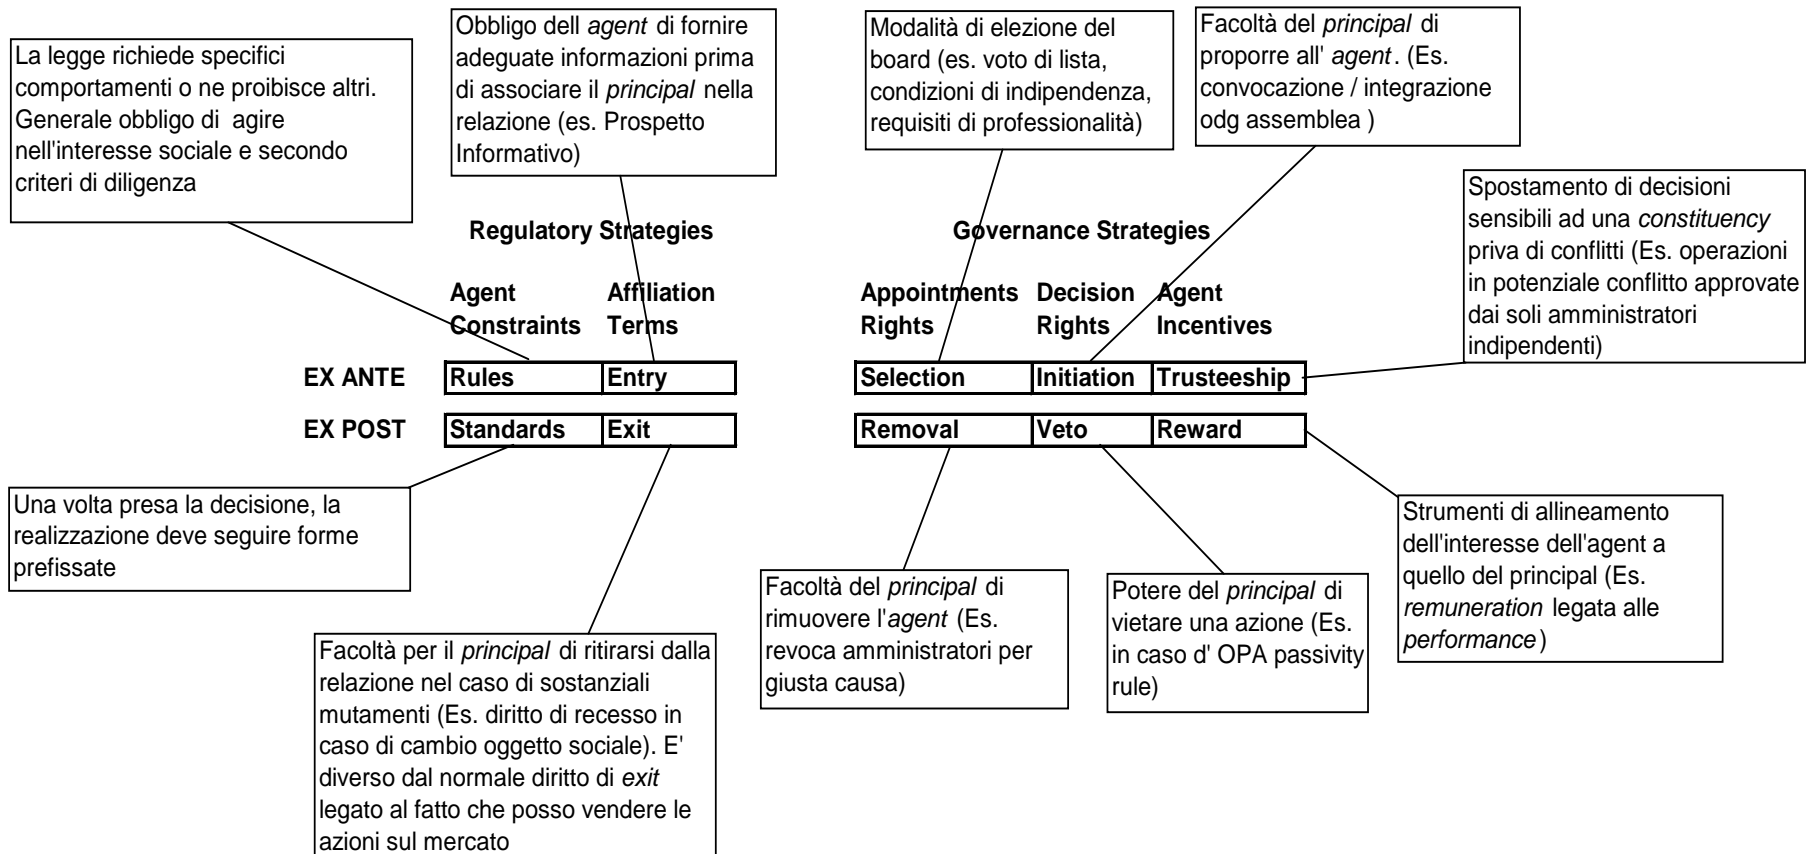 La legge richiede specifici
comportamenti o ne proibisce altri.
Generale obbligo di agire
nell'interesse sociale e secondo
criteri di diligenza
Obbligo dell agent di fornire
adeguate informazioni prima
di associare il principal nella
relazione (es. Prospetto
Informativo)
Modalità di elezione del
board (es. voto di lista,
condizioni di indipendenza,
requisiti di professionalità)
Facoltà del principal di
proporre all' agent. (Es.
convocazione / integrazione
odg assemblea )
Spostamento di decisioni
sensibili ad una constituency
priva di conflitti (Es. operazioni
in potenziale conflitto approvate
dai soli amministratori
indipendenti)
Regulatory Strategies
Governance Strategies
Agent
Constraints
Affiliation
Terms
Appointments
Rights
Decision
Rights
Agent
Incentives
EX ANTE
Rules
Entry
Selection
Initiation
Trusteeship
EX POST
Standards
Exit
Removal
Veto
Reward
Una volta presa la decisione, la
realizzazione deve seguire forme
prefissate
Facoltà per il principal di ritirarsi dalla
relazione nel caso di sostanziali
mutamenti (Es. diritto di recesso in
caso di cambio oggetto sociale). E'
diverso dal normale diritto di exit
legato al fatto che posso vendere le
azioni sul mercato
Facoltà del principal di
rimuovere l'agent (Es.
revoca amministratori per
giusta causa)
Potere del principal di
vietare una azione (Es.
in caso d' OPA passivity
rule)
Strumenti di allineamento
dell'interesse dell'agent a
quello del principal (Es.
remuneration legata alle
performance)